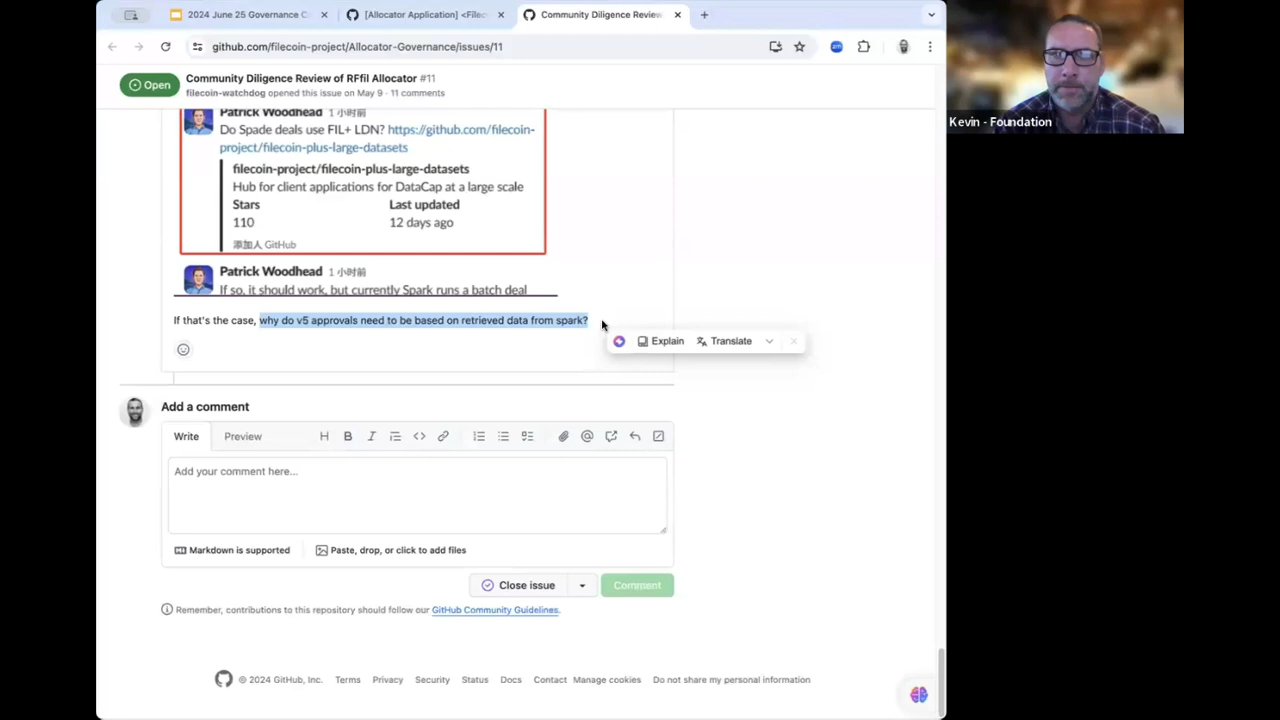 2024 June 25 Governance C
[Allocator Application] <Filec
Community Diligence Review
github.com/filecoin-project/Allocator-Governance/issues/11
Open
Community Diligence Review of RFfil Allocator #11
filecoin-watchdog opened this issue on May 9 · 11 comments
Patrick Woodhead 1 小时前
Do Spade deals use FIL+ LDN? https://github.com/filecoin-
project/filecoin-plus-large-datasets
filecoin-project/filecoin-plus-large-datasets
Hub for client applications for DataCap at a large scale
Stars Last updated
110 12 days ago
添加人 GitHub
Patrick Woodhead 1 小时前
If so, it should work, but currently Spark runs a batch deal
If that's the case, why do v5 approvals need to be based on retrieved data from spark?
Explain Translate
Add a comment
Write Preview
Add your comment here...
Markdown is supported Paste, drop, or click to add files
Close issue Comment
Remember, contributions to this repository should follow our GitHub Community Guidelines.
© 2024 GitHub, Inc. Terms Privacy Security Status Docs Contact Manage cookies Do not share my personal information
Kevin - Foundation